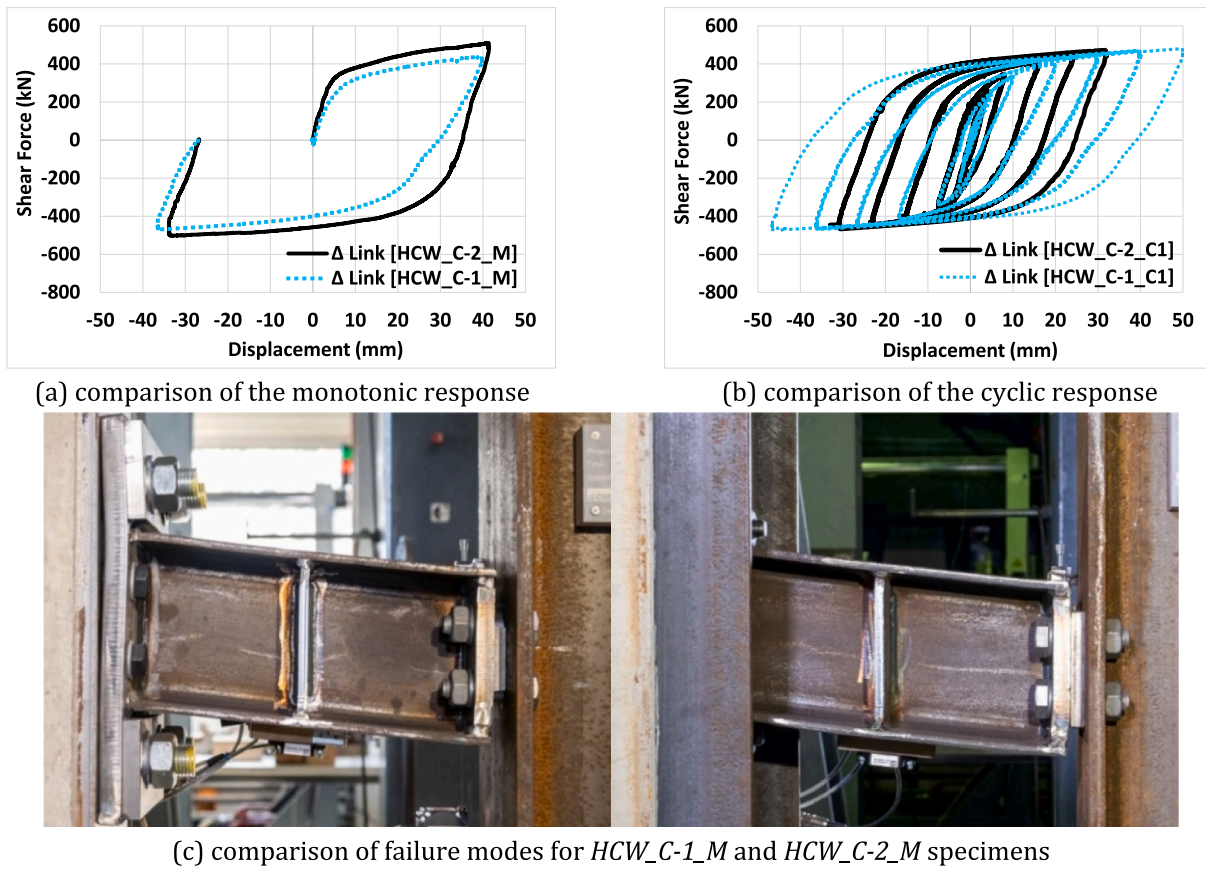 600
400
200
0
-200
-400
-600
-800
-50 -40 -30 -20 -10 0 10 20 30 40 50
Shear Force (kN)
Displacement (mm)
Δ Link [HCW_C-2_M]
Δ Link [HCW_C-1_M]
600
400
200
0
-200
-400
-600
-800
-50 -40 -30 -20 -10 0 10 20 30 40 50
Shear Force (kN)
Displacement (mm)
Δ Link [HCW_C-2_C1]
Δ Link [HCW_C-1_C1]
(a) comparison of the monotonic response
(b) comparison of the cyclic response
(c) comparison of failure modes for HCW_C-1_M and HCW_C-2_M specimens